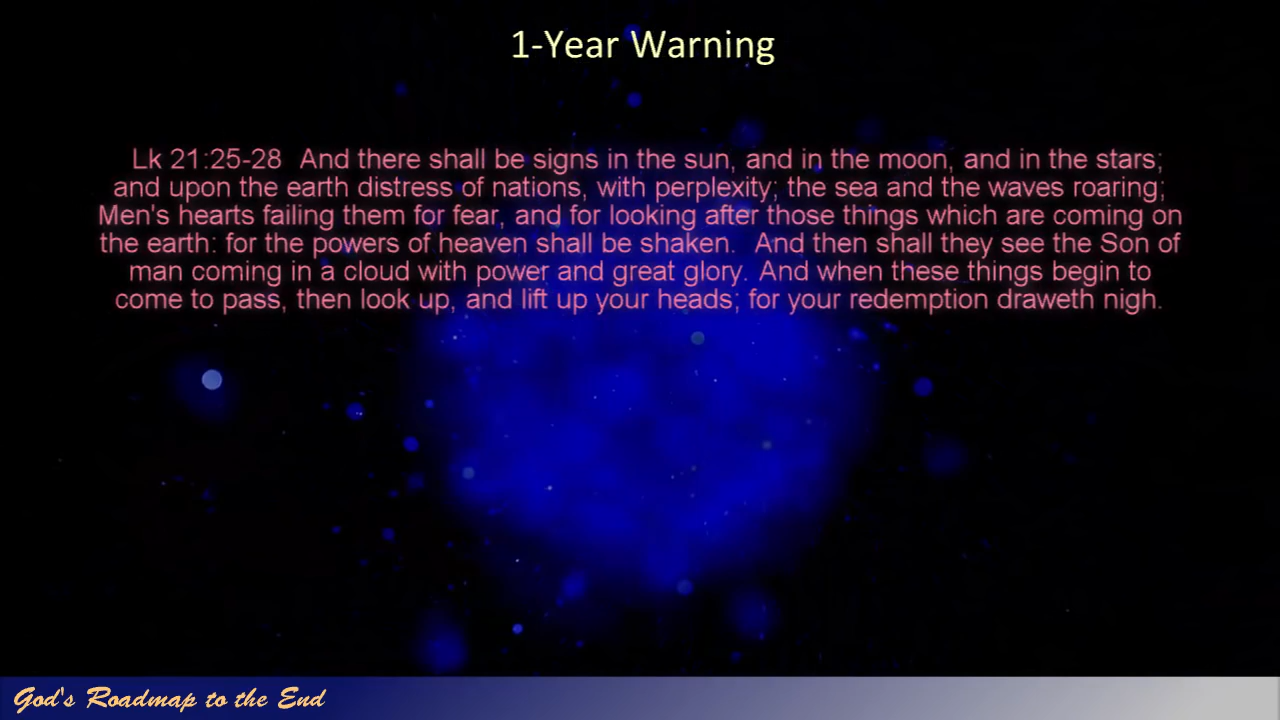 1-Year Warning
Lk 21:25-28  And there shall be signs in the sun, and in the moon, and in the stars;
and upon the earth distress of nations, with perplexity; the sea and the waves roaring;
Men's hearts failing them for fear, and for looking after those things which are coming on
the earth: for the powers of heaven shall be shaken.  And then shall they see the Son of
man coming in a cloud with power and great glory. And when these things begin to
come to pass, then look up, and lift up your heads; for your redemption draweth nigh.
God's Roadmap to the End